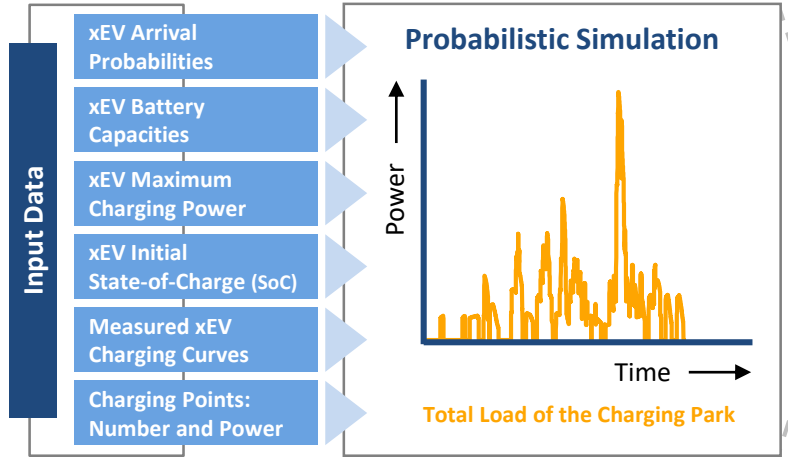 Input Data
xEV Arrival
Probabilities
xEV Battery
Capacities
xEV Maximum
Charging Power
xEV Initial
State-of-Charge (SoC)
Measured xEV
Charging Curves
Charging Points:
Number and Power
Probabilistic Simulation
Power
Time
Total Load of the Charging Park